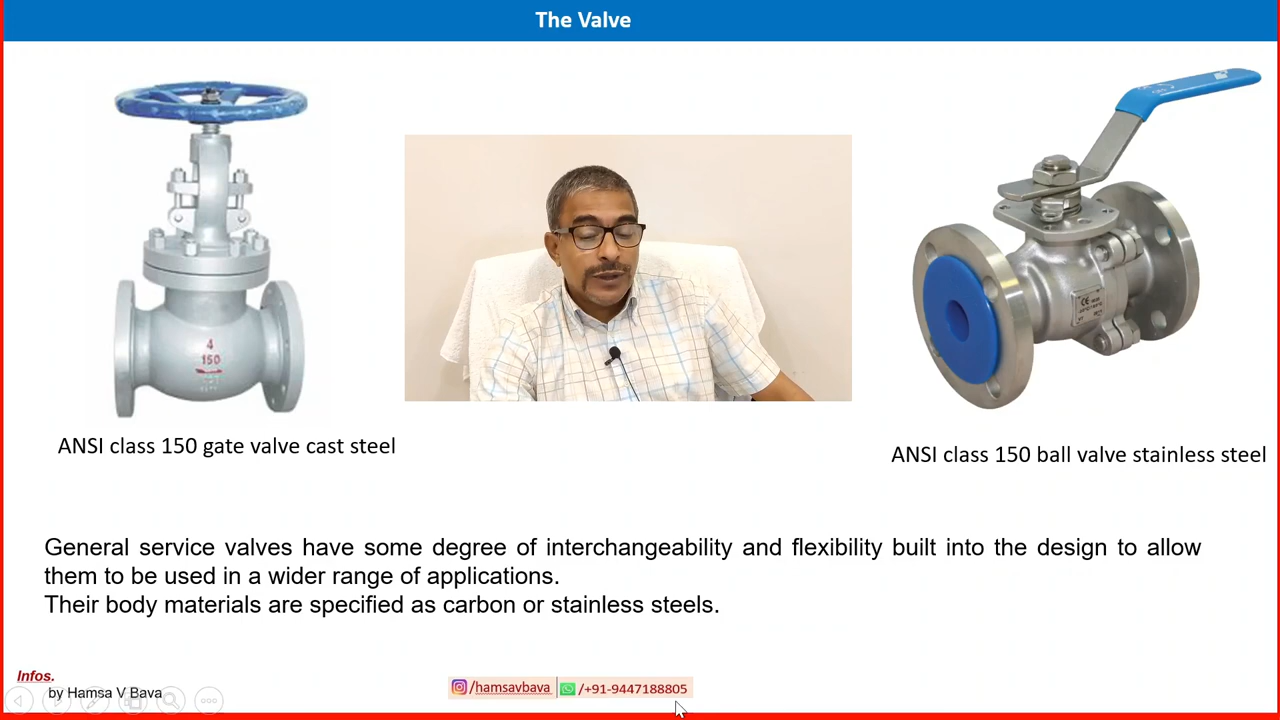 The Valve
4
150
CE
ANSI class 150 gate valve cast steel
ANSI class 150 ball valve stainless steel
General service valves have some degree of interchangeability and flexibility built into the design to allow
them to be used in a wider range of applications.
Their body materials are specified as carbon or stainless steels.
Infos.
by Hamsa V Bava
/hamsavbava
/+91-9447188805